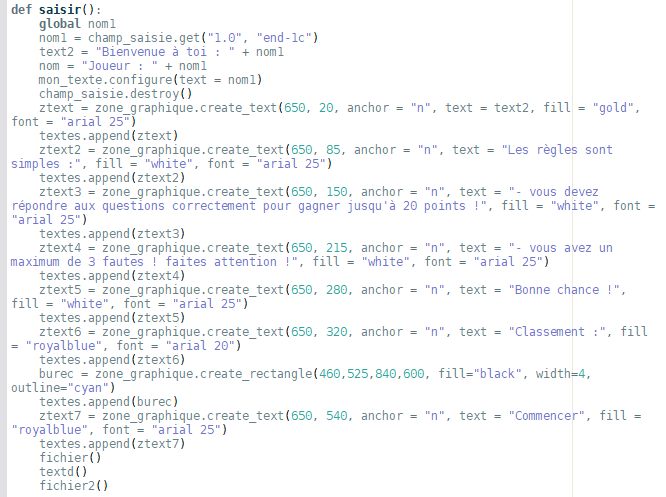 def saisir():
    global nom1
    nom1 = champ_saisie.get("1.0", "end-1c")
    text2 = "Bienvenue à toi : " + nom1
    nom = "Joueur : " + nom1
    mon_texte.configure(text = nom1)
    champ_saisie.destroy()
    ztext = zone_graphique.create_text(650, 20, anchor = "n", text = text2, fill = "gold",
font = "arial 25")
    textes.append(ztext)
    ztext2 = zone_graphique.create_text(650, 85, anchor = "n", text = "Les règles sont
simples :", fill = "white", font = "arial 25")
    textes.append(ztext2)
    ztext3 = zone_graphique.create_text(650, 150, anchor = "n", text = "- vous devez
répondre aux questions correctement pour gagner jusqu'à 20 points !", fill = "white", font =
"arial 25")
    textes.append(ztext3)
    ztext4 = zone_graphique.create_text(650, 215, anchor = "n", text = "- vous avez un
maximum de 3 fautes ! faites attention !", fill = "white", font = "arial 25")
    textes.append(ztext4)
    ztext5 = zone_graphique.create_text(650, 280, anchor = "n", text = "Bonne chance !",
fill = "white", font = "arial 25")
    textes.append(ztext5)
    ztext6 = zone_graphique.create_text(650, 320, anchor = "n", text = "Classement :", fill
= "royalblue", font = "arial 20")
    textes.append(ztext6)
    burec = zone_graphique.create_rectangle(460,525,840,600, fill="black", width=4,
outline="cyan")
    textes.append(burec)
    ztext7 = zone_graphique.create_text(650, 540, anchor = "n", text = "Commencer", fill =
"royalblue", font = "arial 25")
    textes.append(ztext7)
    fichier()
    textd()
    fichier2()